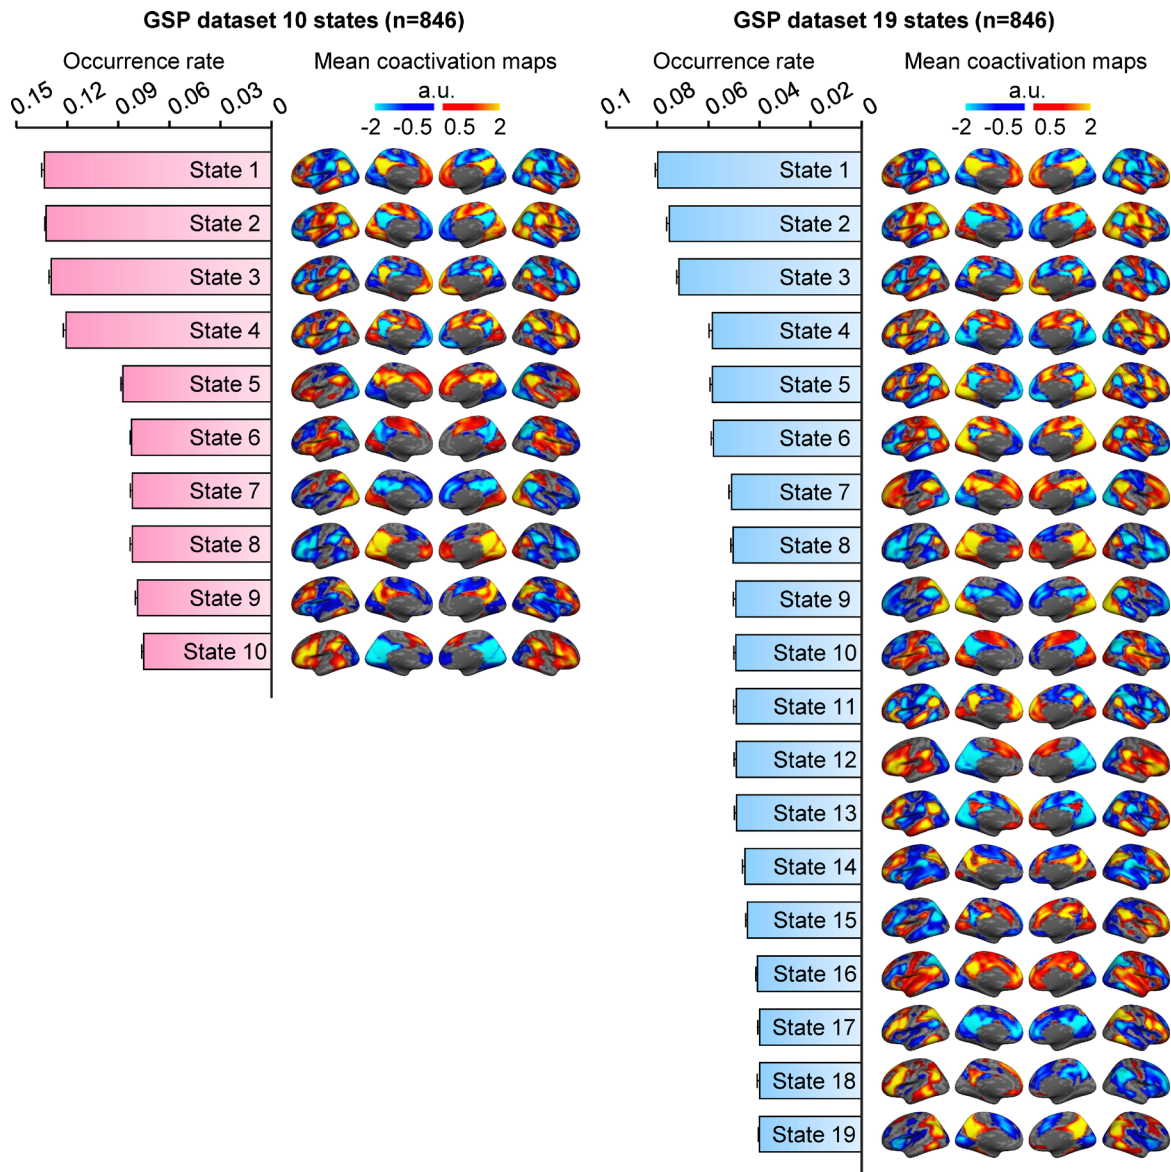 GSP dataset 10 states (n=846)
Occurrence rate
Mean coactivation maps
0.15 0.12 0.09 0.06 0.03 0
a.u.
-2 -0.5 0.5 2
State 1
State 2
State 3
State 4
State 5
State 6
State 7
State 8
State 9
State 10
GSP dataset 19 states (n=846)
Occurrence rate
Mean coactivation maps
0.1 0.08 0.06 0.04 0.02 0
a.u.
-2 -0.5 0.5 2
State 1
State 2
State 3
State 4
State 5
State 6
State 7
State 8
State 9
State 10
State 11
State 12
State 13
State 14
State 15
State 16
State 17
State 18
State 19